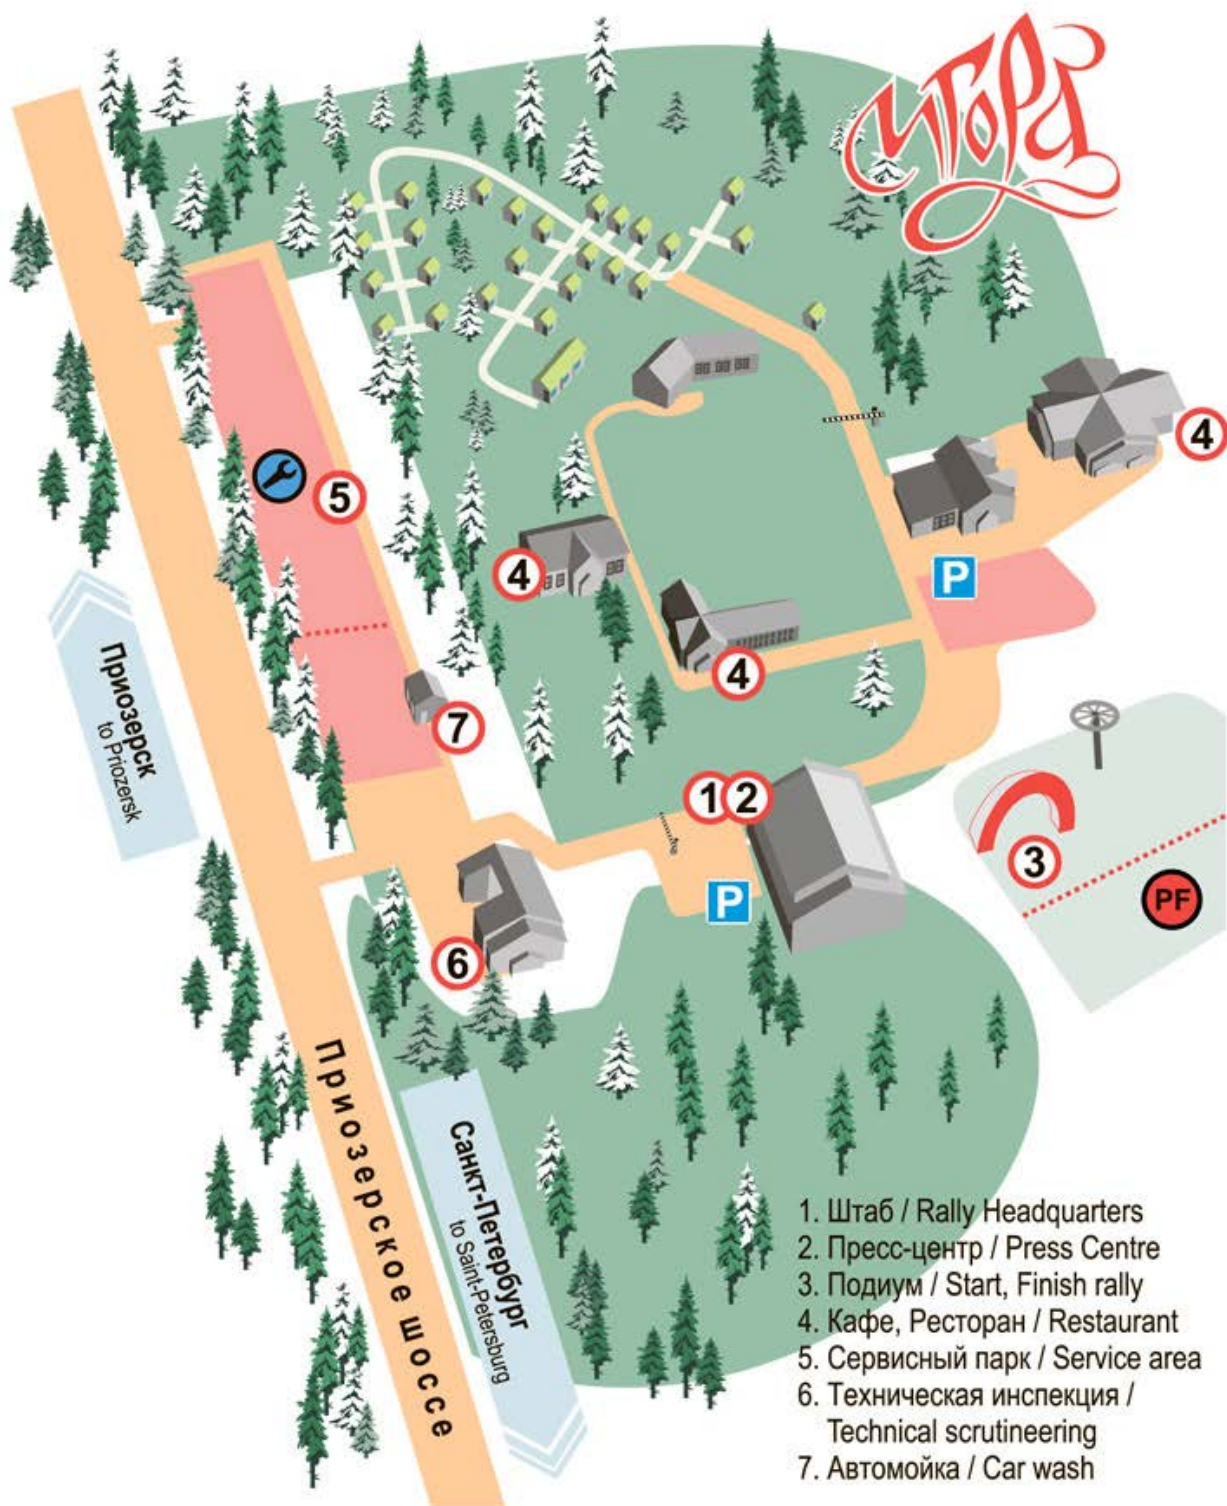 игора
4
5
4
P
4
7
Приозерск
to Priozersk
1 2
3
P
PF
6
Приозерское шоссе
Санкт-Петербург
to Saint-Petersburg
1. Штаб / Rally Headquarters
2. Пресс-центр / Press Centre
3. Подиум / Start, Finish rally
4. Кафе, Ресторан / Restaurant
5. Сервисный парк / Service area
6. Техническая инспекция /
Technical scrutineering
7. Автомойка / Car wash